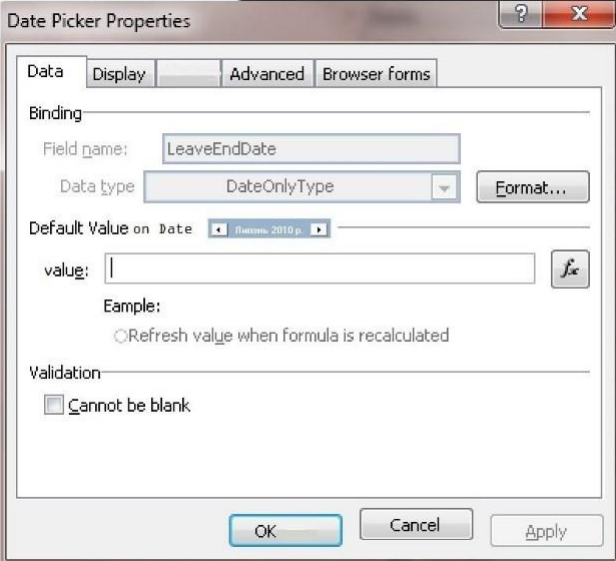 Date Picker Properties
Data Display Advanced Browser forms
Binding
Field name: LeaveEndDate
Data type DateOnlyType Format...
Default Value on Date Липень 2010 р.
value: fx
Eample:
Refresh value when formula is recalculated
Validation
Cannot be blank
OK Cancel Apply